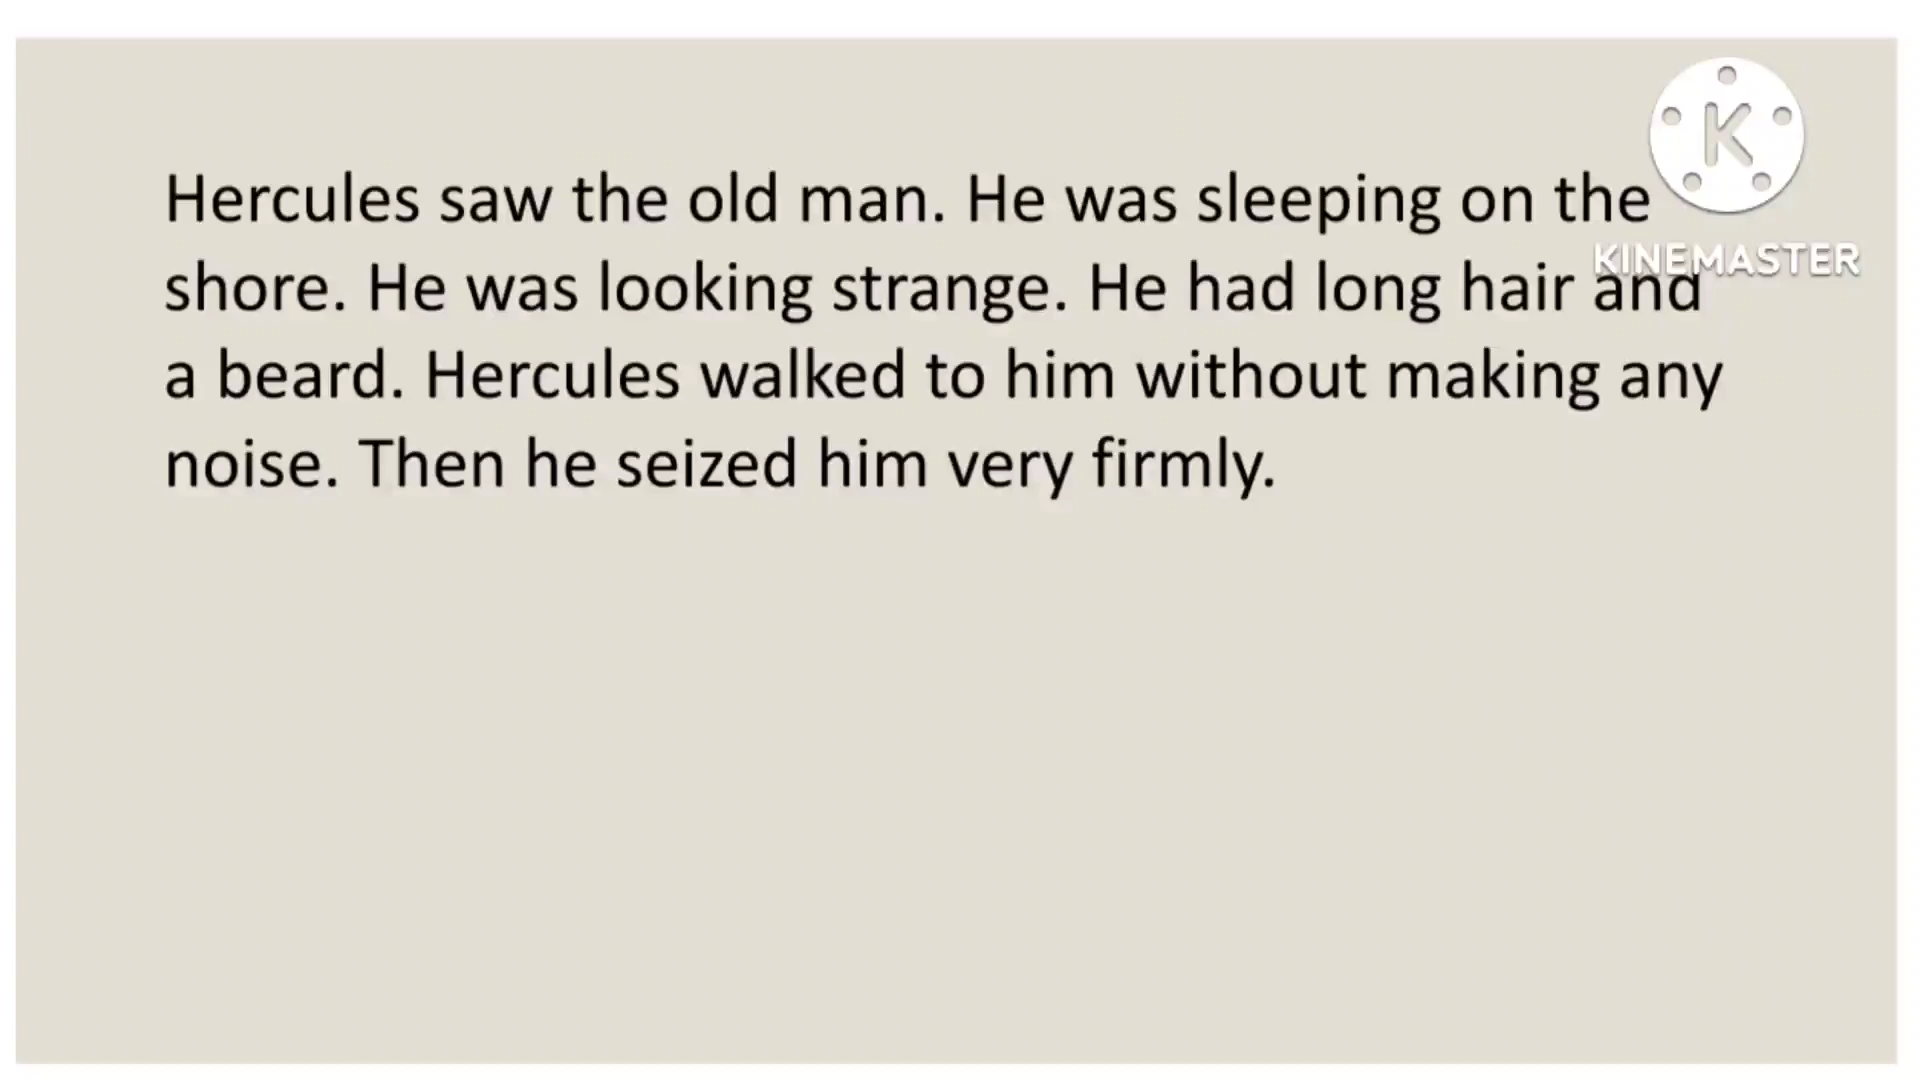 Hercules saw the old man. He was sleeping on the
shore. He was looking strange. He had long hair and
a beard. Hercules walked to him without making any
noise. Then he seized him very firmly.
K
KINEMASTER